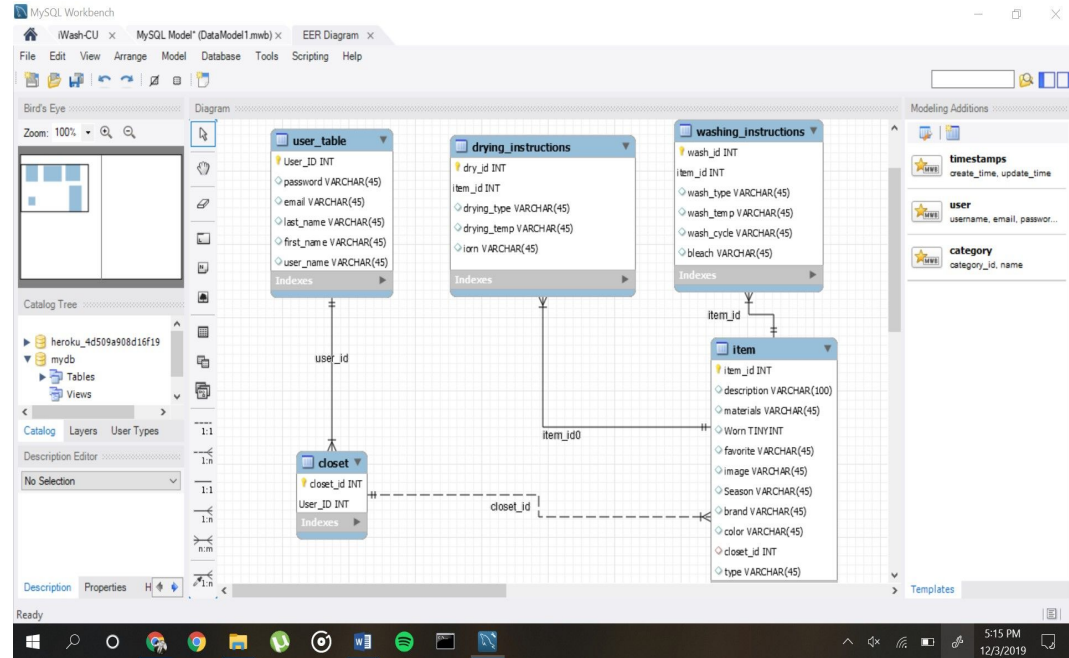 MySQL Workbench
iWash-CU × MySQL Model* (DataModel1.mwb) × EER Diagram ×
File Edit View Arrange Model Database Tools Scripting Help
Bird's Eye
Zoom: 100%
Catalog Tree
heroku_4d509a908d16f19
mydb
Tables
Views
Catalog Layers User Types
Description Editor
No Selection
Description Properties H
Ready
Diagram
1:1
1:n
1:1
1:n
n:m
1:n
user_table
User_ID INT
password VARCHAR(45)
email VARCHAR(45)
last_name VARCHAR(45)
first_name VARCHAR(45)
user_name VARCHAR(45)
Indexes
drying_instructions
dry_id INT
item_id INT
drying_type VARCHAR(45)
drying_temp VARCHAR(45)
iorn VARCHAR(45)
Indexes
washing_instructions
wash_id INT
item_id INT
wash_type VARCHAR(45)
wash_temp VARCHAR(45)
wash_cycle VARCHAR(45)
bleach VARCHAR(45)
Indexes
item_id
user_id
item_id0
closet_id
closet
closet_id INT
User_ID INT
Indexes
item
item_id INT
description VARCHAR(100)
materials VARCHAR(45)
Worn TINYINT
favorite VARCHAR(45)
image VARCHAR(45)
Season VARCHAR(45)
brand VARCHAR(45)
color VARCHAR(45)
closet_id INT
type VARCHAR(45)
Modeling Additions
timestamps
create_time, update_time
user
username, email, passwor...
category
category_id, name
Templates
5:15 PM
12/3/2019